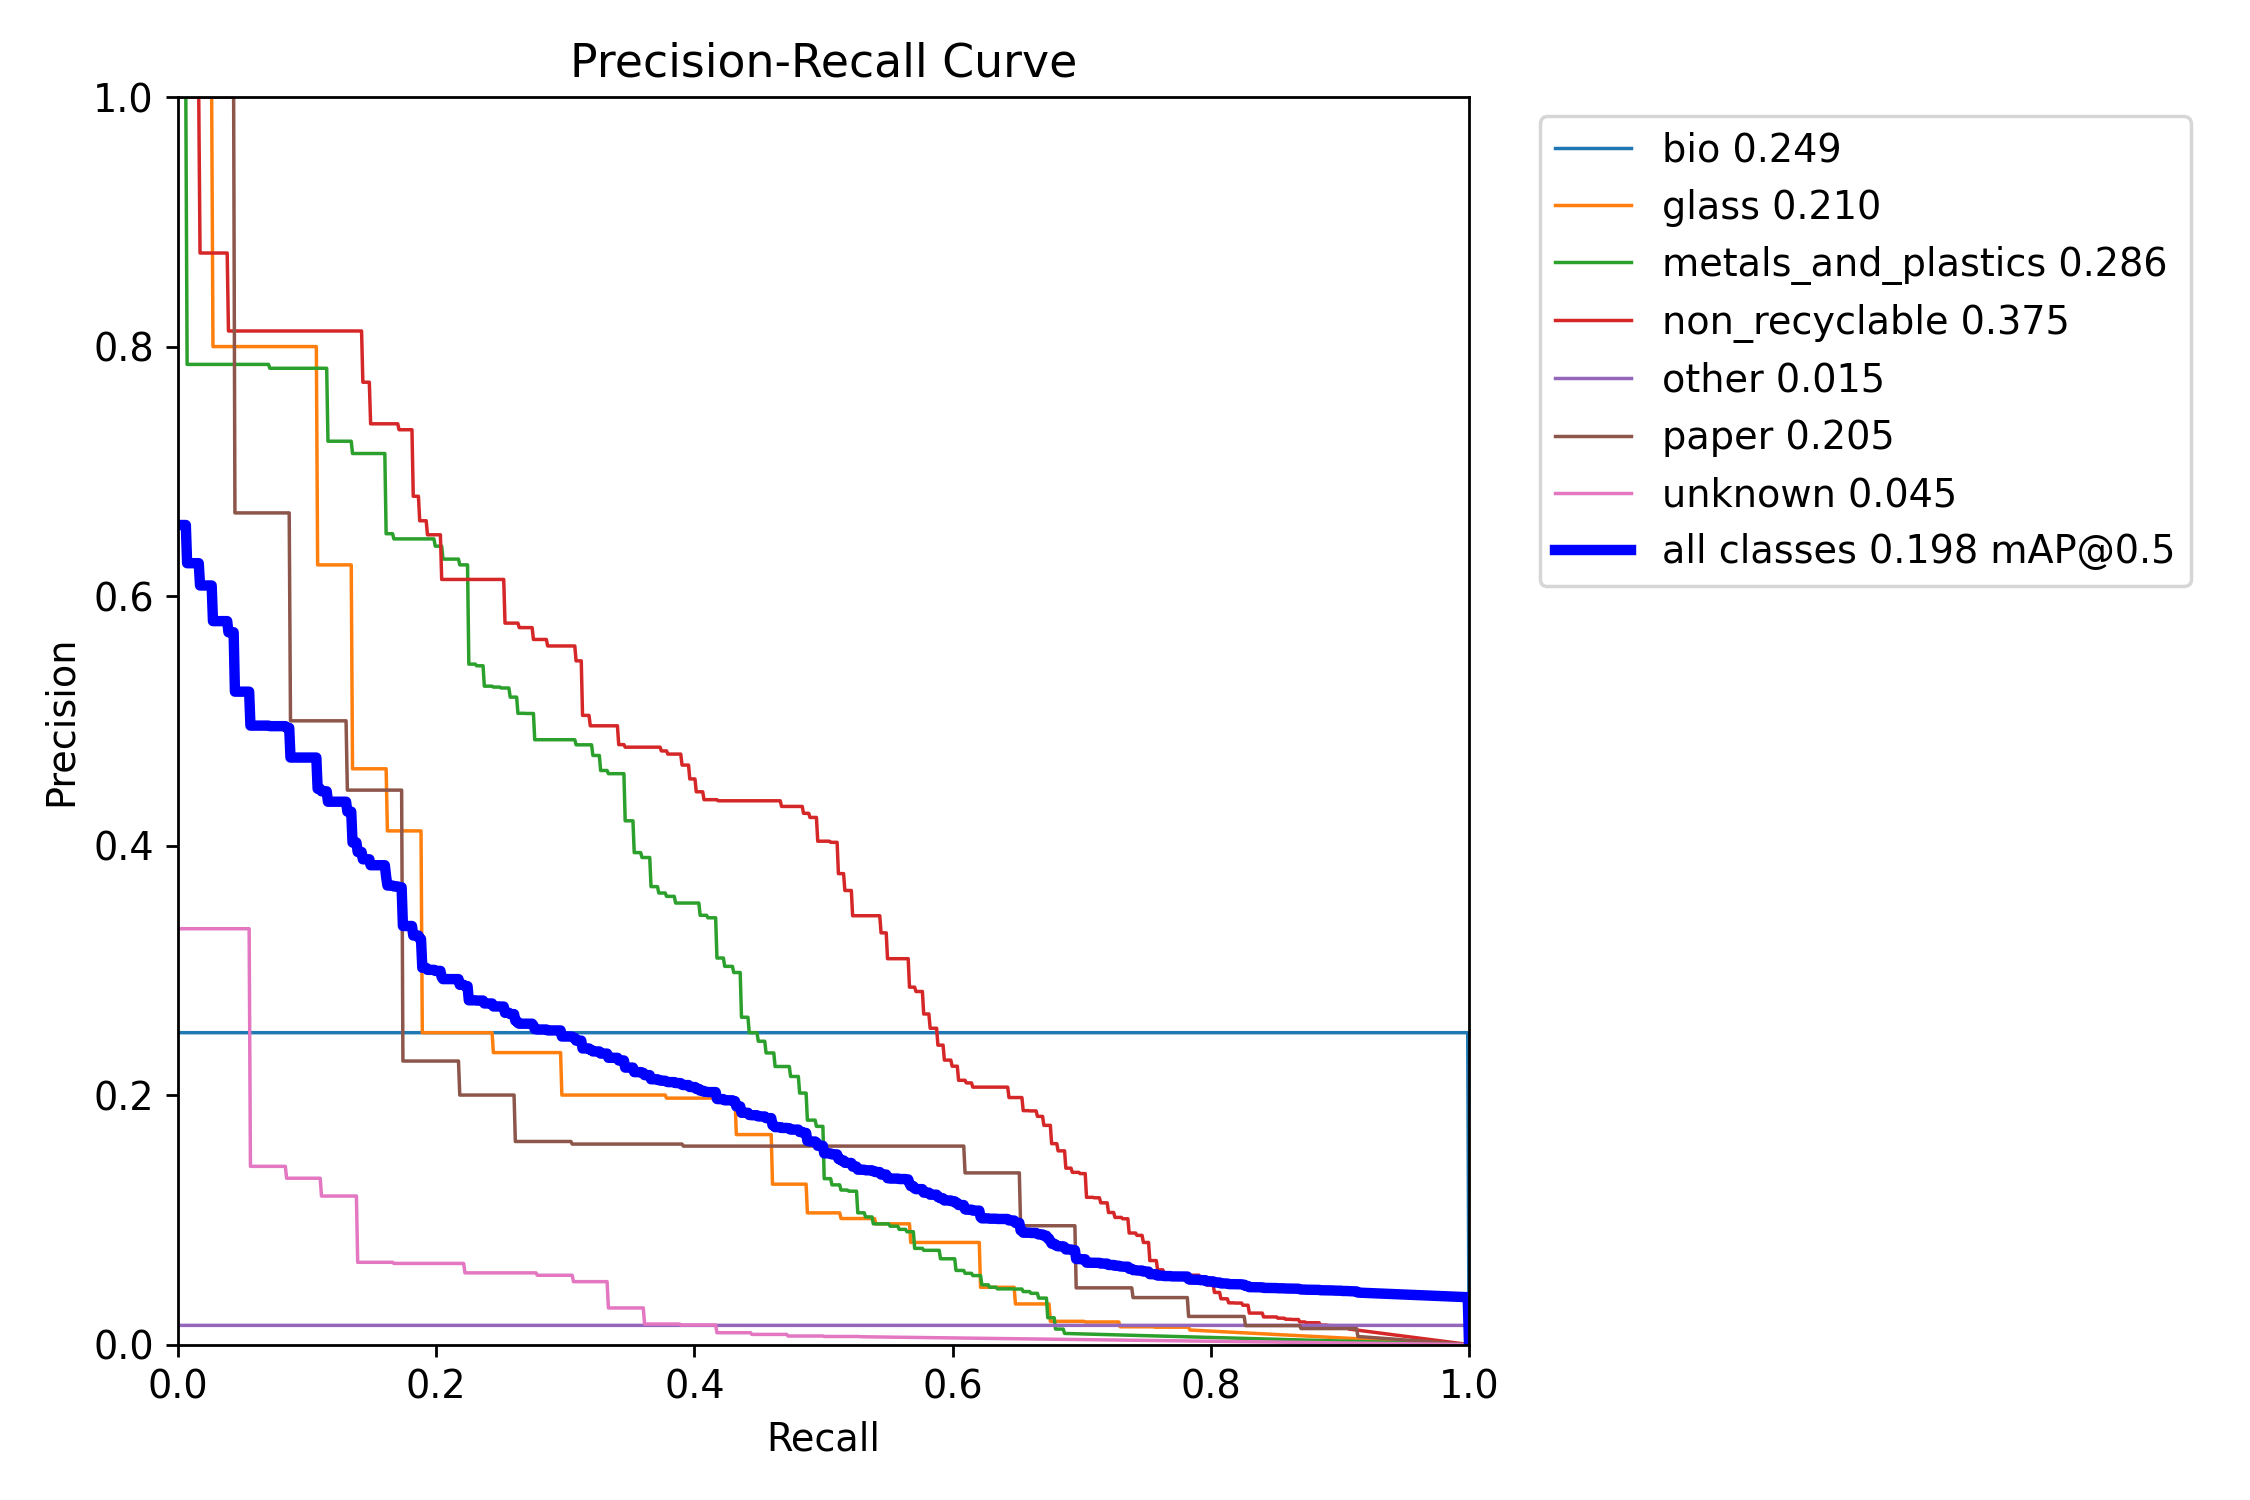 Precision-Recall Curve
1.0
0.8
0.6
0.4
0.2
0.0
Precision
0.0 0.2 0.4 0.6 0.8 1.0
Recall
bio 0.249
glass 0.210
metals_and_plastics 0.286
non_recyclable 0.375
other 0.015
paper 0.205
unknown 0.045
all classes 0.198 mAP@0.5